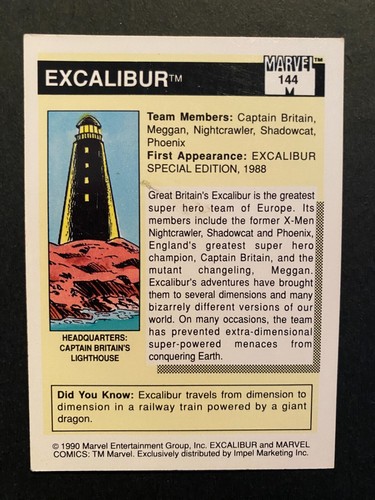 MARVEL™
EXCALIBUR™
144
M
Team Members: Captain Britain,
Meggan, Nightcrawler, Shadowcat,
Phoenix
First Appearance: EXCALIBUR
SPECIAL EDITION, 1988
Great Britain's Excalibur is the greatest
super hero team of Europe. Its
members include the former X-Men
Nightcrawler, Shadowcat and Phoenix,
England's greatest super hero
champion, Captain Britain, and the
mutant changeling, Meggan.
Excalibur's adventures have brought
them to several dimensions and many
bizarrely different versions of our
world. On many occasions, the team
has prevented extra-dimensional
super-powered menaces from
conquering Earth.
HEADQUARTERS:
CAPTAIN BRITAIN'S
LIGHTHOUSE
Did You Know: Excalibur travels from dimension to
dimension in a railway train powered by a giant
dragon.
© 1990 Marvel Entertainment Group, Inc. EXCALIBUR and MARVEL
COMICS: TM Marvel. Exclusively distributed by Impel Marketing Inc.